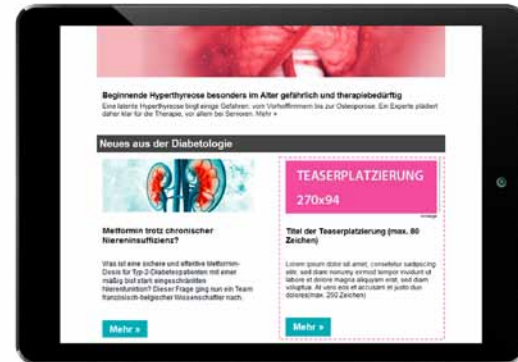 Beginnende Hyperthyreose besonders im Alter gefährlich und therapiebedürftig
Eine latente Hyperthyreose birgt einige Gefahren: vom Vorhofflimmern bis zur Osteoporose. Ein Experte plädiert
daher klar für die Therapie, vor allem bei Senioren. Mehr »
Neues aus der Diabetologie
TEASERPLATZIERUNG
270x94
Anzeige
Metformin trotz chronischer
Niereninsuffizienz?
Was ist eine sichere und effektive Metformin-
Dosis für Typ-2-Diabetespatienten mit einer
mäßig bis stark eingeschränkten
Nierenfunktion? Dieser Frage ging nun ein Team
französisch-belgischer Wissenschaftler nach.
Mehr »
Titel der Teaserplatzierung (max. 80
Zeichen)
Lorem ipsum dolor sit amet, consetetur sadipscing
elitr, sed diam nonumy eirmod tempor invidunt ut
labore et dolore magna aliquyam erat, sed diam
voluptua. At vero eos et accusam et justo duo
dolores(max. 250 Zeichen)
Mehr »